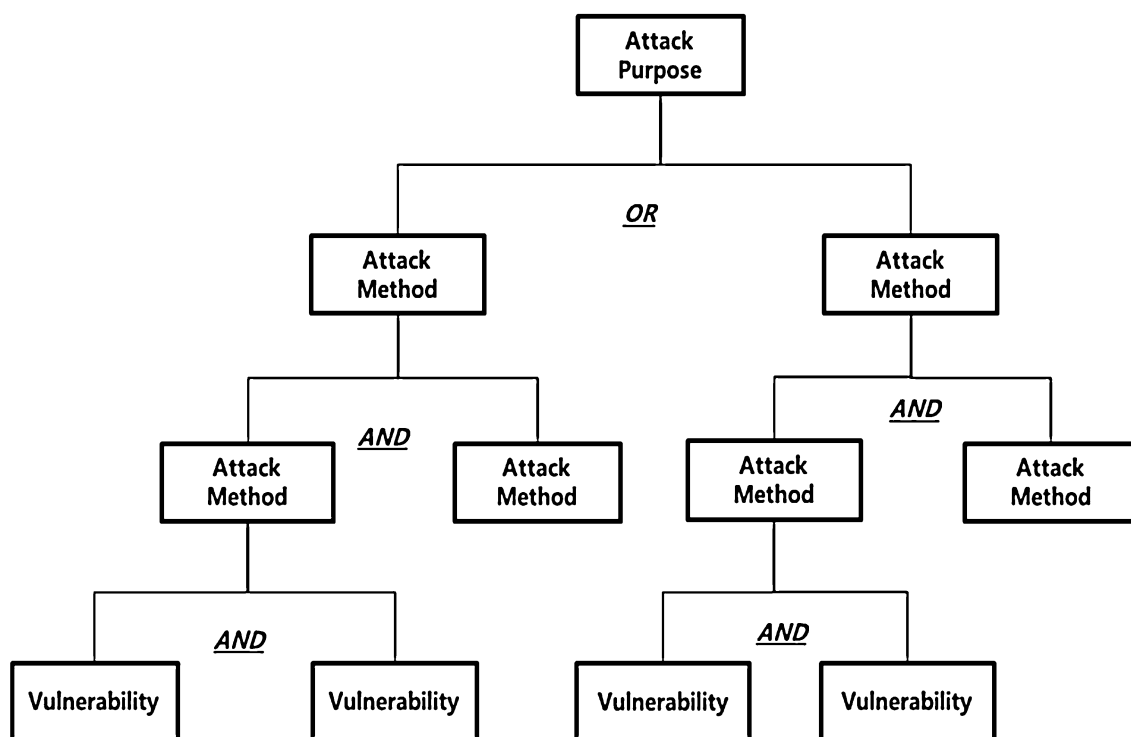 Attack
Purpose
OR
Attack
Method
Attack
Method
AND
AND
Attack
Method
Attack
Method
Attack
Method
Attack
Method
AND
AND
Vulnerability
Vulnerability
Vulnerability
Vulnerability